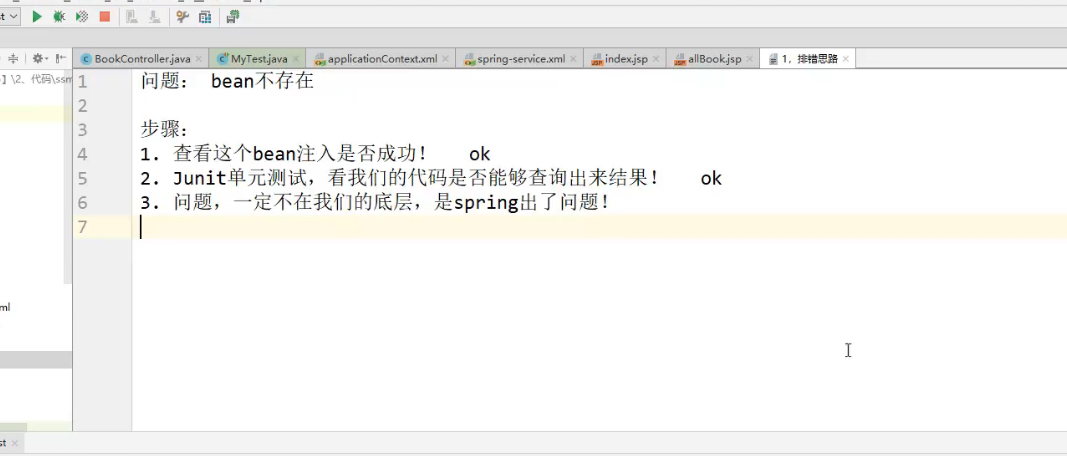 BookController.java MyTest.java applicationContext.xml spring-service.xml index.jsp allBook.jsp 1、排错思路
】\2、代码\ssm
1 问题： bean不存在
2
3 步骤：
4 1. 查看这个bean注入是否成功！ ok
5 2. Junit单元测试，看我们的代码是否能够查询出来结果！ ok
6 3. 问题，一定不在我们的底层，是spring出了问题！
7
ml
st